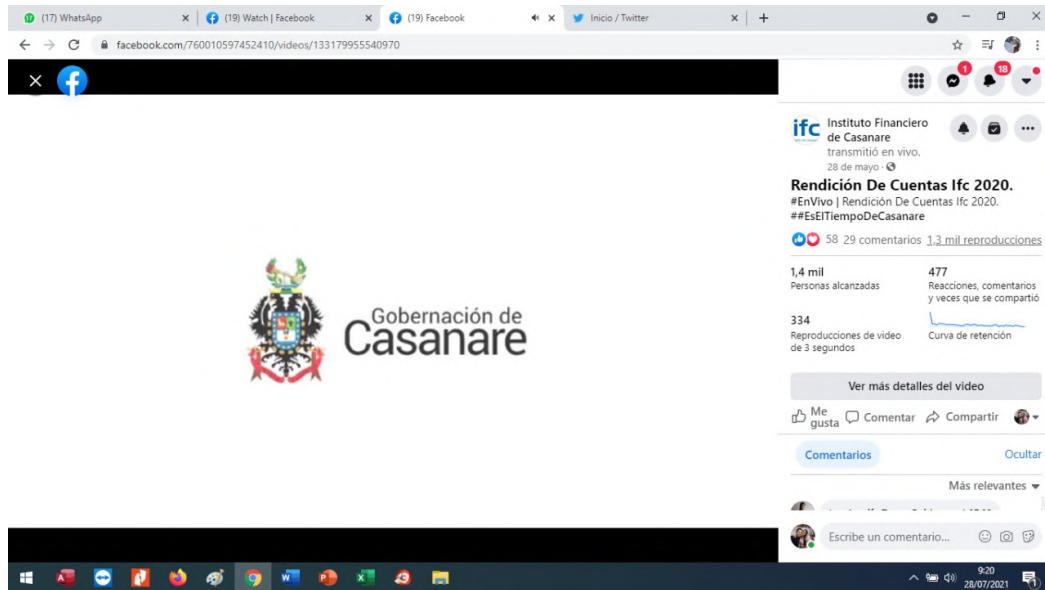 (17) WhatsApp
(19) Watch | Facebook
(19) Facebook
Inicio / Twitter
facebook.com/760010597452410/videos/133179955540970
1
18
ifc
Instituto Financiero
de Casanare
transmitió en vivo.
28 de mayo ·
Rendición De Cuentas Ifc 2020.
#EnVivo | Rendición De Cuentas Ifc 2020.
##EsElTiempoDeCasanare
58 29 comentarios 1,3 mil reproducciones
1,4 mil
Personas alcanzadas
477
Reacciones, comentarios
y veces que se compartió
334
Reproducciones de video
de 3 segundos
Curva de retención
Ver más detalles del video
Me
gusta
Comentar
Compartir
Comentarios
Ocultar
Más relevantes
Escribe un comentario...
Gobernación de
Casanare
9:20
28/07/2021
1